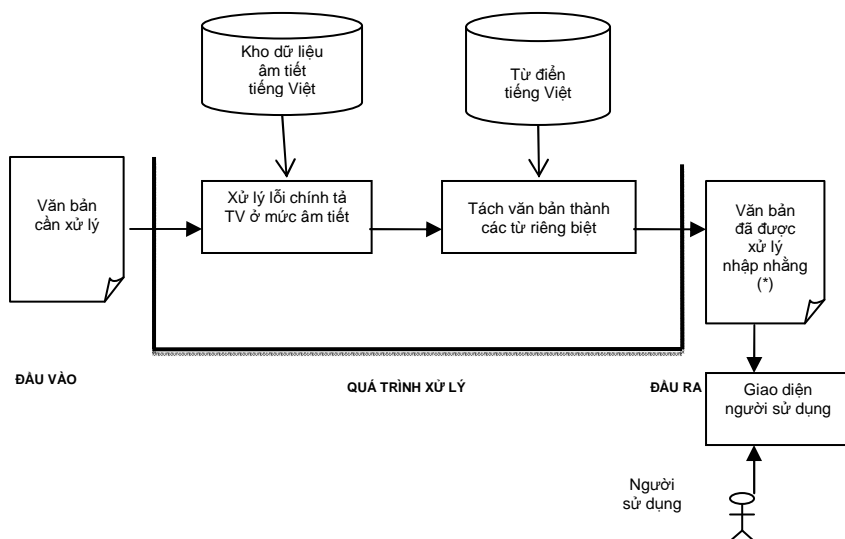 Kho dữ liệu
âm tiết
tiếng Việt
Từ điển
tiếng Việt
Văn bản
cần xử lý
Xử lý lỗi chính tả
TV ở mức âm tiết
Tách văn bản thành
các từ riêng biệt
Văn bản
đã được
xử lý
nhập nhằng
(*)
ĐẦU VÀO
QUÁ TRÌNH XỬ LÝ
ĐẦU RA
Giao diện
người sử dụng
Người
sử dụng